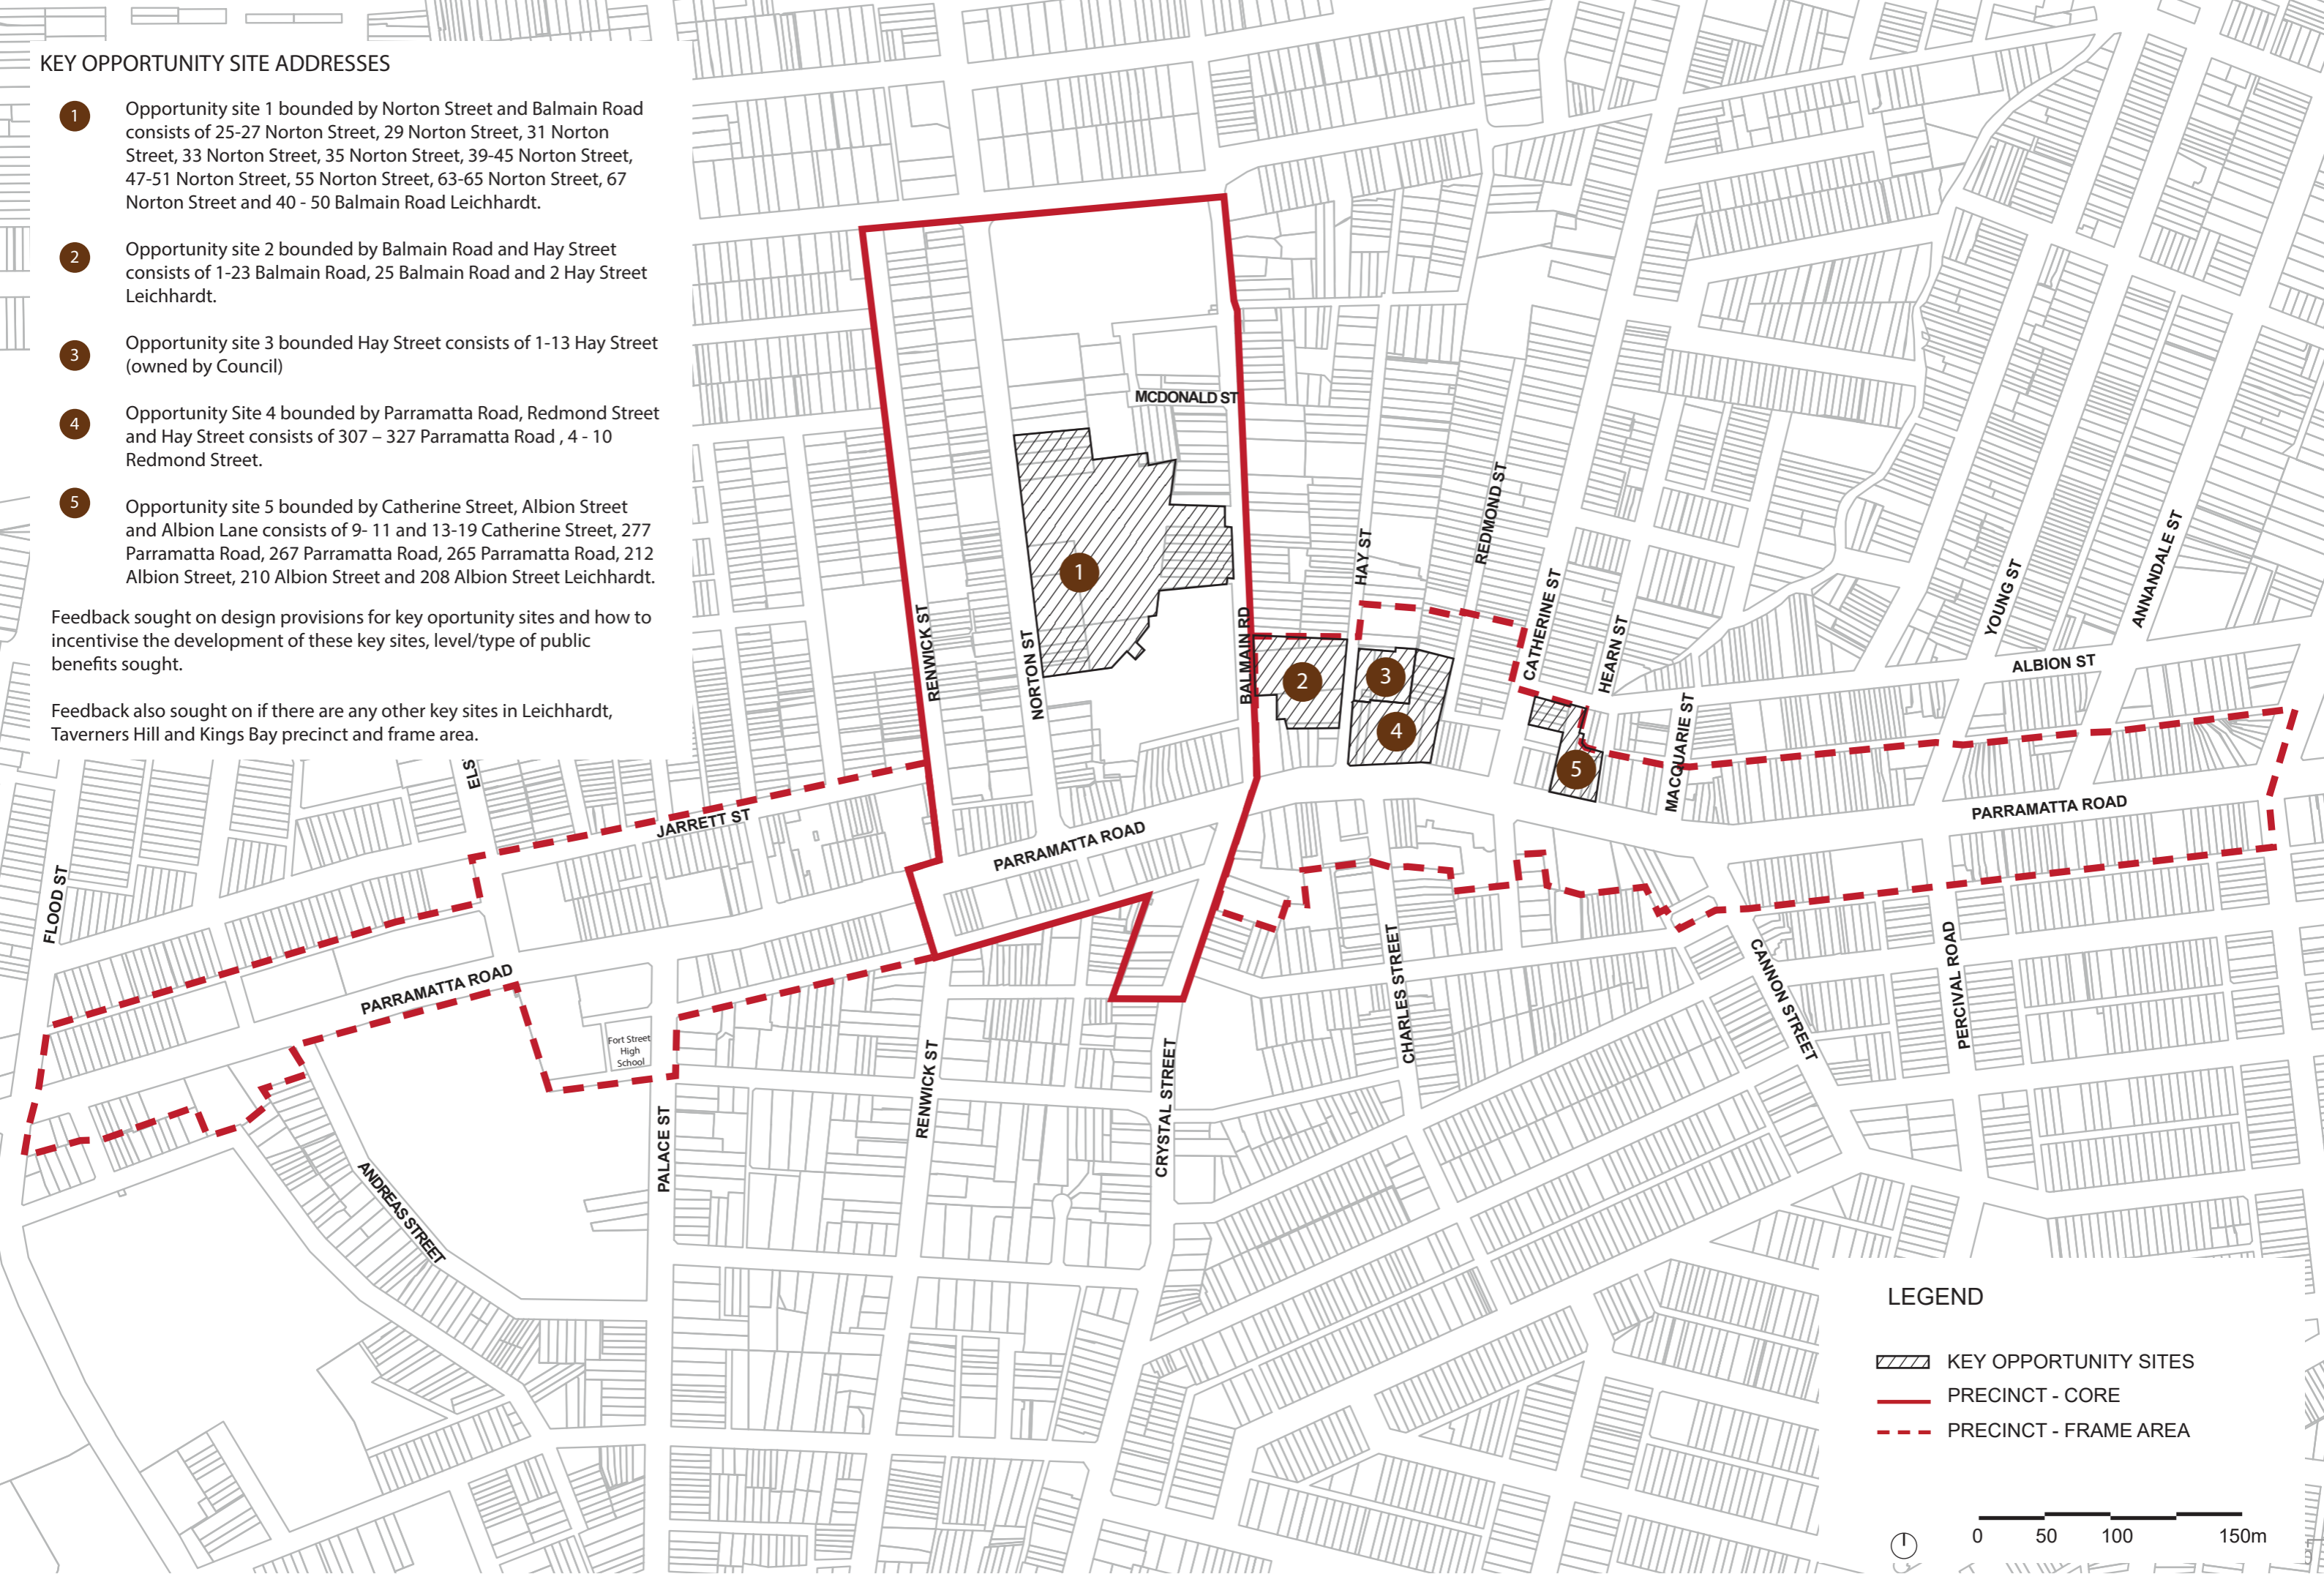 KEY OPPORTUNITY SITE ADDRESSES
1
Opportunity site 1 bounded by Norton Street and Balmain Road
consists of 25-27 Norton Street, 29 Norton Street, 31 Norton
Street, 33 Norton Street, 35 Norton Street, 39-45 Norton Street,
47-51 Norton Street, 55 Norton Street, 63-65 Norton Street, 67
Norton Street and 40 - 50 Balmain Road Leichhardt.
2
Opportunity site 2 bounded by Balmain Road and Hay Street
consists of 1-23 Balmain Road, 25 Balmain Road and 2 Hay Street
Leichhardt.
3
Opportunity site 3 bounded Hay Street consists of 1-13 Hay Street
(owned by Council)
4
Opportunity Site 4 bounded by Parramatta Road, Redmond Street
and Hay Street consists of 307 – 327 Parramatta Road , 4 - 10
Redmond Street.
5
Opportunity site 5 bounded by Catherine Street, Albion Street
and Albion Lane consists of 9- 11 and 13-19 Catherine Street, 277
Parramatta Road, 267 Parramatta Road, 265 Parramatta Road, 212
Albion Street, 210 Albion Street and 208 Albion Street Leichhardt.
Feedback sought on design provisions for key oportunity sites and how to
incentivise the development of these key sites, level/type of public
benefits sought.
Feedback also sought on if there are any other key sites in Leichhardt,
Taverners Hill and Kings Bay precinct and frame area.
MCDONALD ST
REDMOND ST
HAY ST
1
ANNANDALE ST
YOUNG ST
CATHERINE ST
HEARN ST
RENWICK ST
NORTON ST
BALMAIN RD
2
3
4
5
ALBION ST
MACQUARIE ST
ELS
JARRETT ST
PARRAMATTA ROAD
PARRAMATTA ROAD
FLOOD ST
PARRAMATTA ROAD
Fort Street
High
School
CHARLES STREET
CANNON STREET
PERCIVAL ROAD
RENWICK ST
CRYSTAL STREET
PALACE ST
ANDREAS STREET
LEGEND
KEY OPPORTUNITY SITES
PRECINCT - CORE
PRECINCT - FRAME AREA
0 50 100 150m